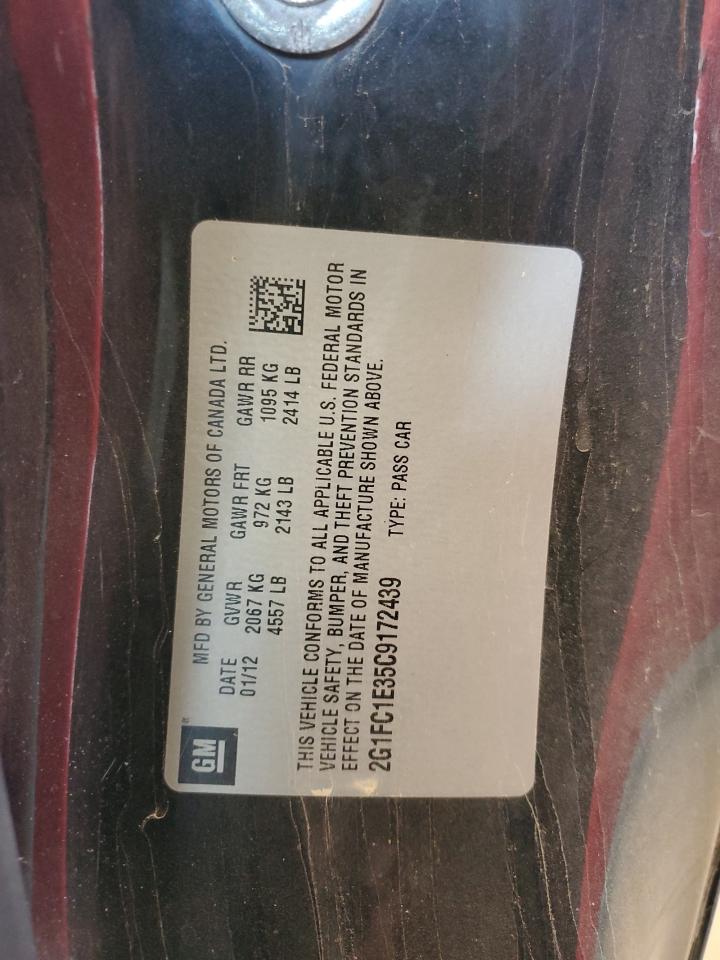 GM
MFD BY GENERAL MOTORS OF CANADA LTD.
DATE GVWR GAWR FRT GAWR RR
01/12 2067 KG 972 KG 1095 KG
4557 LB 2143 LB 2414 LB
THIS VEHICLE CONFORMS TO ALL APPLICABLE U.S. FEDERAL MOTOR
VEHICLE SAFETY, BUMPER, AND THEFT PREVENTION STANDARDS IN
EFFECT ON THE DATE OF MANUFACTURE SHOWN ABOVE.
2G1FC1E35C9172439 TYPE: PASS CAR